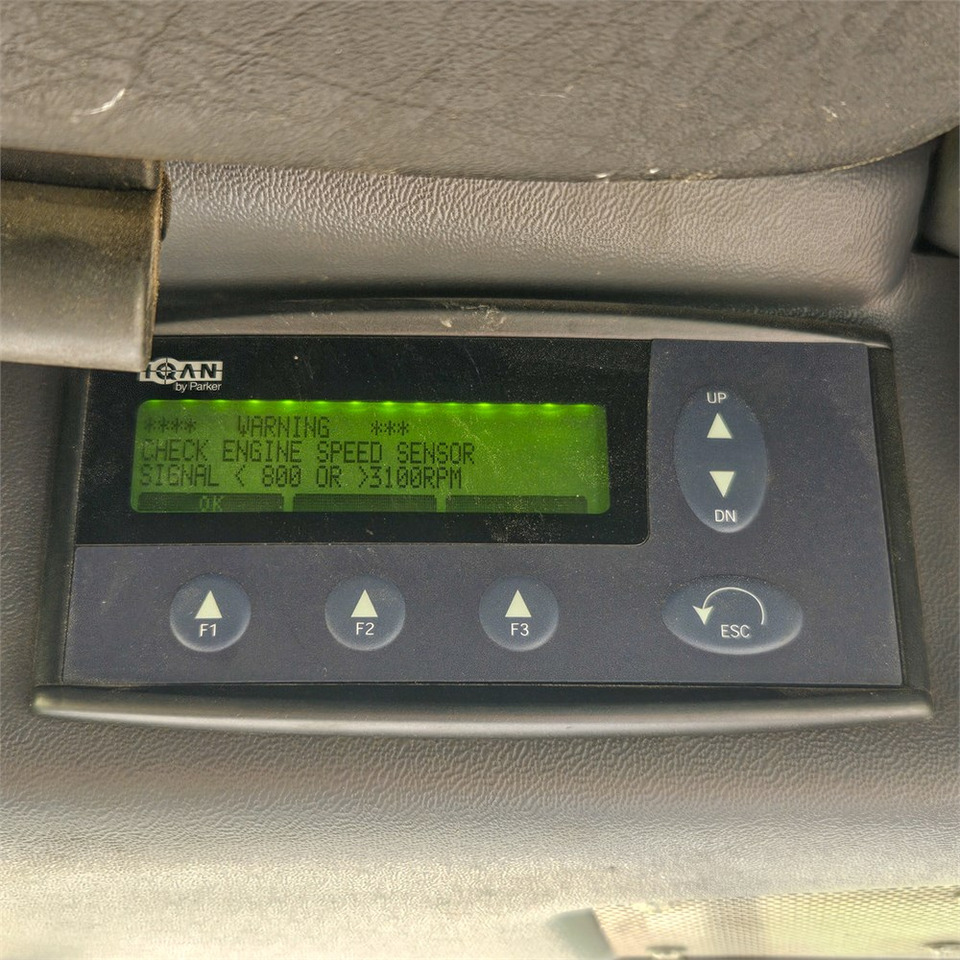 IQAN
by Parker
**** WARNING ***
CHECK ENGINE SPEED SENSOR
SIGNAL < 800 OR >3100RPM
OK
UP
DN
F1
F2
F3
ESC